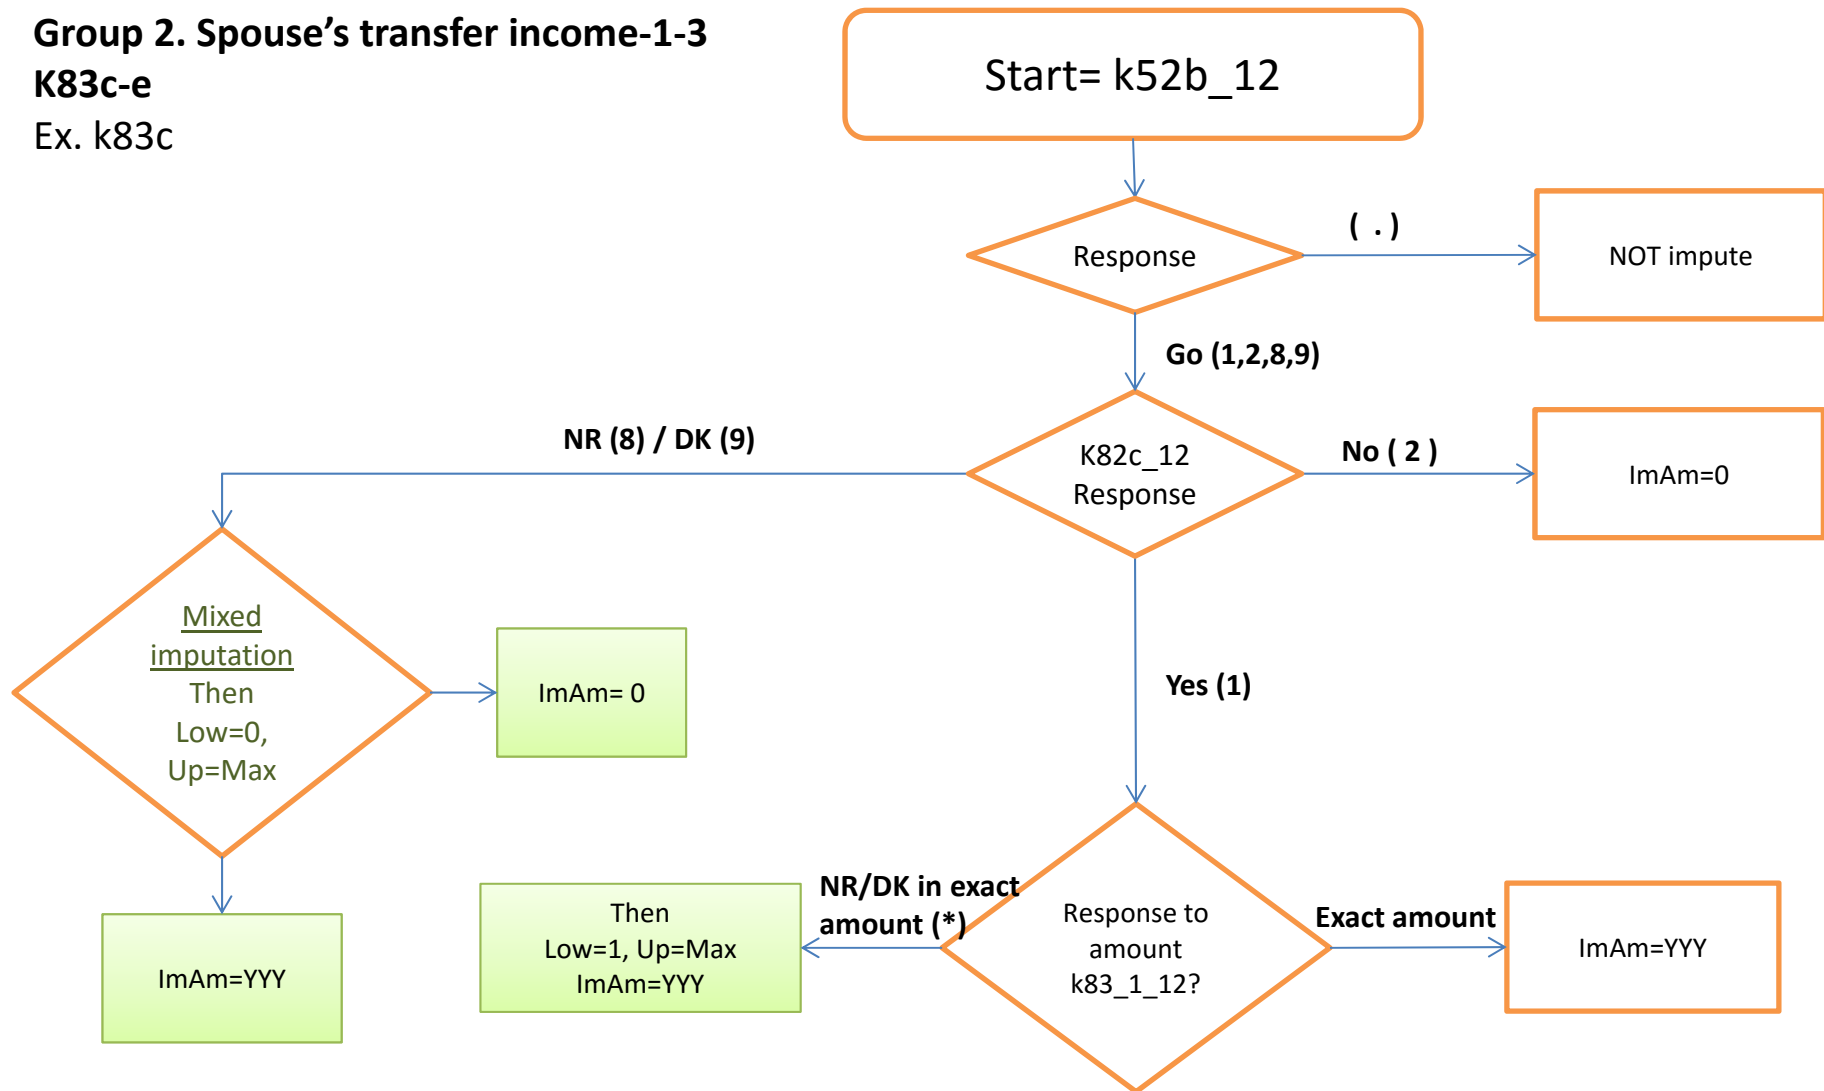 Group 2. Spouse’s transfer income-1-3
K83c-e
Ex. k83c
Start= k52b_12
Response
( . )
NOT impute
Go (1,2,8,9)
NR (8) / DK (9)
K82c_12
Response
No ( 2 )
ImAm=0
Mixed
imputation
Then
Low=0,
Up=Max
ImAm= 0
Yes (1)
ImAm=YYY
Then
Low=1, Up=Max
ImAm=YYY
NR/DK in exact
amount (*)
Response to
amount
k83_1_12?
Exact amount
ImAm=YYY